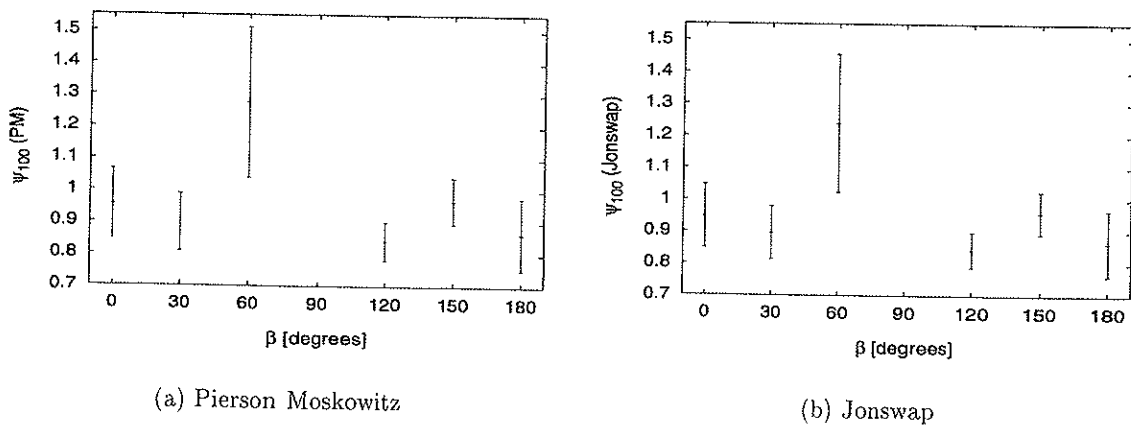 1.5
1.4
1.3
1.2
1.1
1
0.9
0.8
0.7
Ψ100 (PM)
0 30 60 90 120 150 180
β [degrees]
(a) Pierson Moskowitz
1.5
1.4
1.3
1.2
1.1
1
0.9
0.8
0.7
Ψ100 (Jonswap)
0 30 60 90 120 150 180
β [degrees]
(b) Jonswap